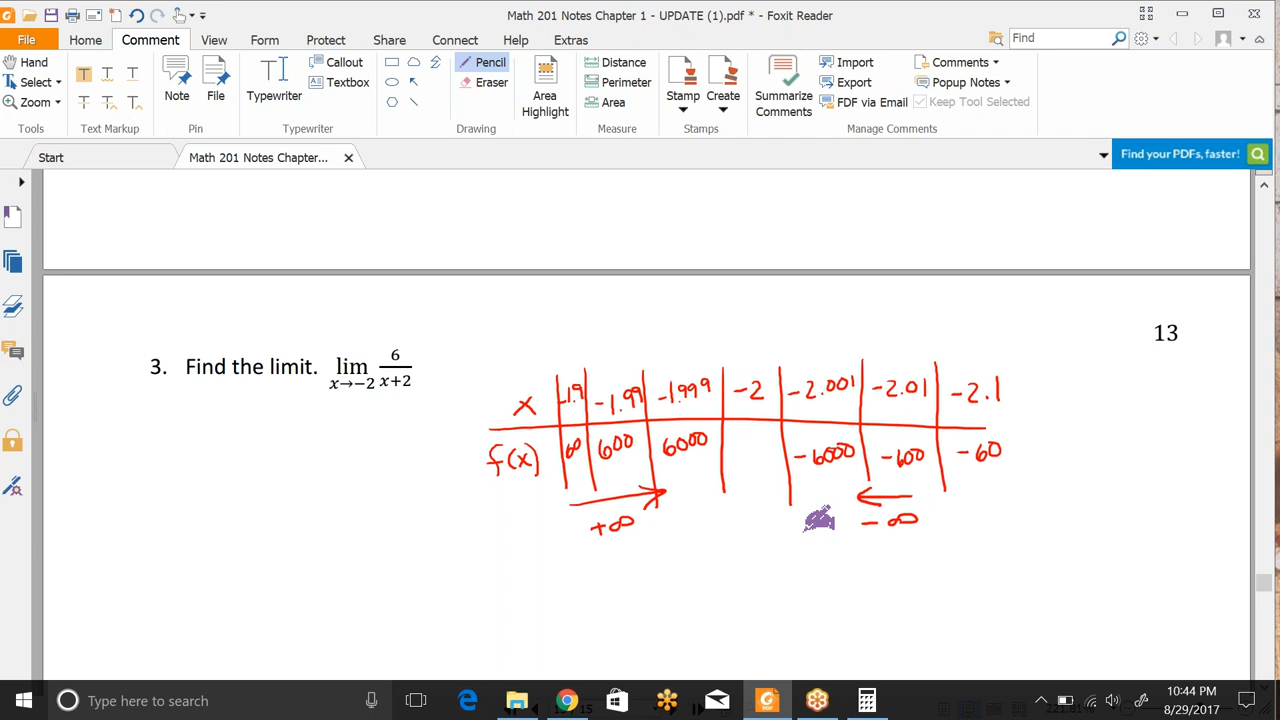 Math 201 Notes Chapter 1 - UPDATE (1).pdf * - Foxit Reader
File Home Comment View Form Protect Share Connect Help Extras Find
Hand Callout Pencil Distance Import Comments
Select Textbox Eraser Perimeter Export Popup Notes
Zoom Note File Typewriter Area Highlight Area Stamp Create Summarize Comments FDF via Email Keep Tool Selected
Tools Text Markup Pin Typewriter Drawing Measure Stamps Manage Comments
Start Math 201 Notes Chapter... Find your PDFs, faster!
13
3. Find the limit. lim x→−2 6/x+2
x -1.9 -1.99 -1.999 -2 -2.001 -2.01 -2.1
f(x) 60 600 6000 -6000 -600 -60
+∞ -∞
Type here to search
10:44 PM
8/29/2017